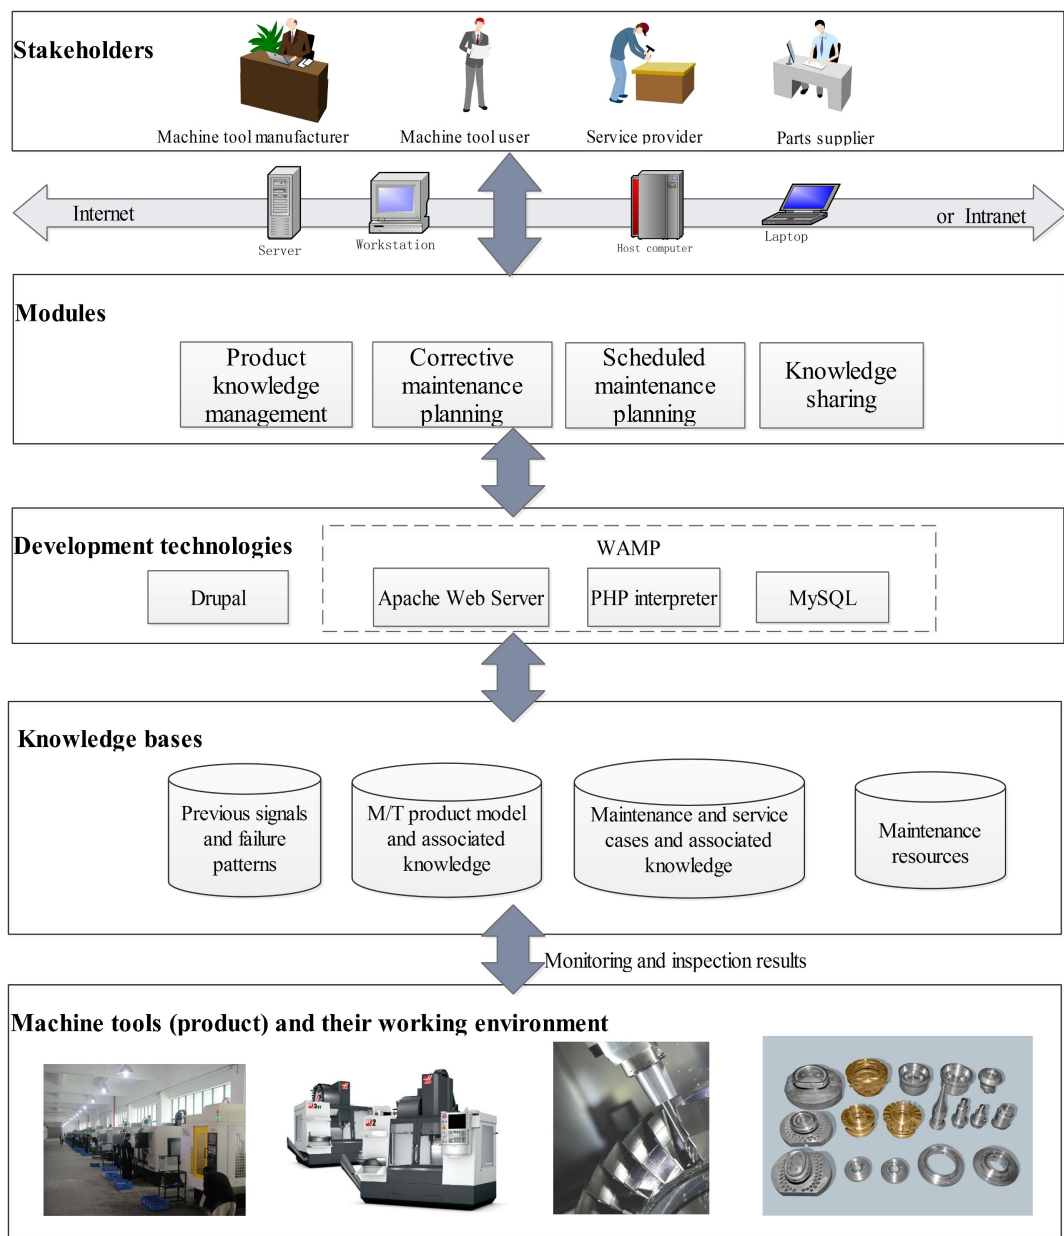 Stakeholders
Machine tool manufacturer
Machine tool user
Service provider
Parts supplier
Internet
or Intranet
Server
Workstation
Host computer
Laptop
Modules
Product
knowledge
management
Corrective
maintenance
planning
Scheduled
maintenance
planning
Knowledge
sharing
Development technologies
WAMP
Drupal
Apache Web Server
PHP interpreter
MySQL
Knowledge bases
Previous signals
and failure
patterns
M/T product model
and associated
knowledge
Maintenance and service
cases and associated
knowledge
Maintenance
resources
Monitoring and inspection results
Machine tools (product) and their working environment